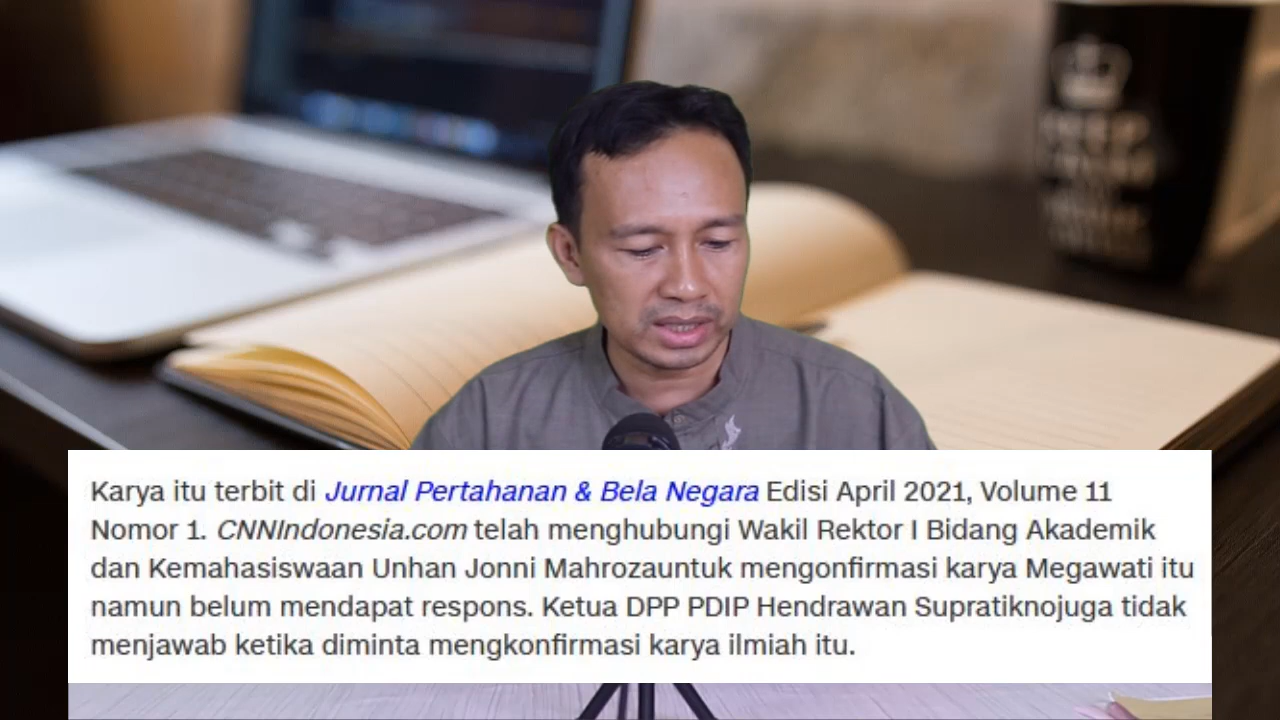 Karya itu terbit di Jurnal Pertahanan & Bela Negara Edisi April 2021, Volume 11
Nomor 1. CNNIndonesia.com telah menghubungi Wakil Rektor I Bidang Akademik
dan Kemahasiswaan Unhan Jonni Mahrozauntuk mengonfirmasi karya Megawati itu
namun belum mendapat respons. Ketua DPP PDIP Hendrawan Supratiknojuga tidak
menjawab ketika diminta mengkonfirmasi karya ilmiah itu.